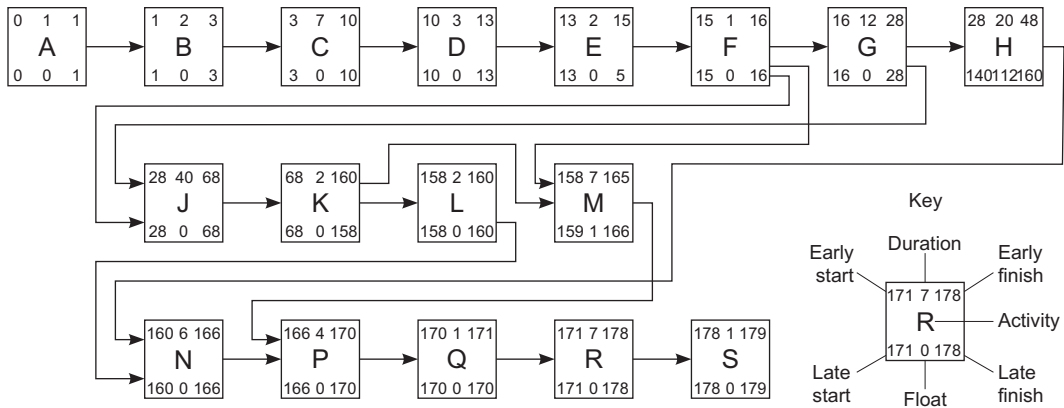 0 1 1
A
0 0 1
1 2 3
B
1 0 3
3 7 10
C
3 0 10
10 3 13
D
10 0 13
13 2 15
E
13 0 5
15 1 16
F
15 0 16
16 12 28
G
16 0 28
28 20 48
H
140112160
28 40 68
J
28 0 68
68 2 160
K
68 0 158
158 2 160
L
158 0 160
158 7 165
M
159 1 166
160 6 166
N
160 0 166
166 4 170
P
166 0 170
170 1 171
Q
170 0 170
171 7 178
R
171 0 178
178 1 179
S
178 0 179
Key
Duration
Early
start
Early
finish
171 7 178
R
Activity
171 0 178
Late
start
Float
Late
finish